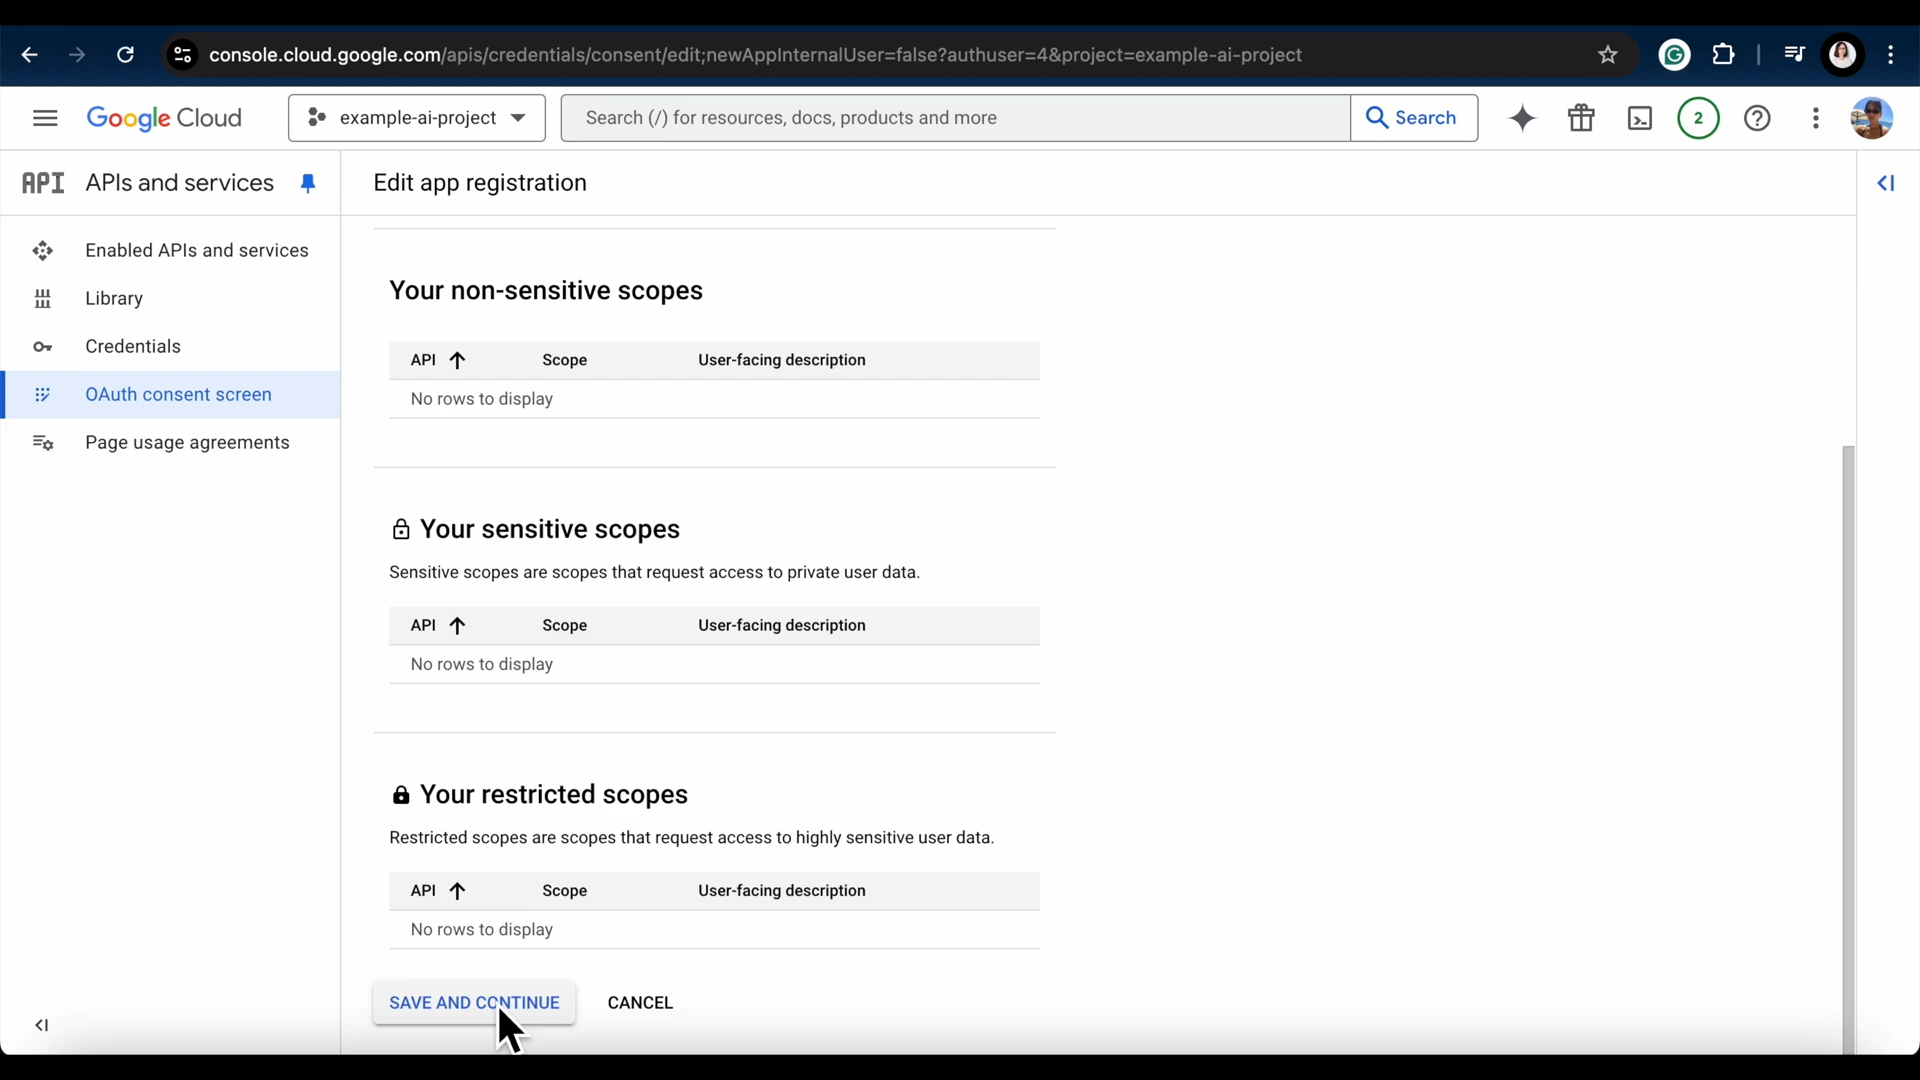 console.cloud.google.com/apis/credentials/consent/edit;newAppInternalUser=false?authuser=4&project=example-ai-project
Google Cloud
example-ai-project
Search (/) for resources, docs, products and more
Search
2
API APIs and services
Edit app registration
Enabled APIs and services
Library
Credentials
OAuth consent screen
Page usage agreements
Your non-sensitive scopes
API Scope User-facing description
No rows to display
Your sensitive scopes
Sensitive scopes are scopes that request access to private user data.
API Scope User-facing description
No rows to display
Your restricted scopes
Restricted scopes are scopes that request access to highly sensitive user data.
API Scope User-facing description
No rows to display
SAVE AND CONTINUE CANCEL